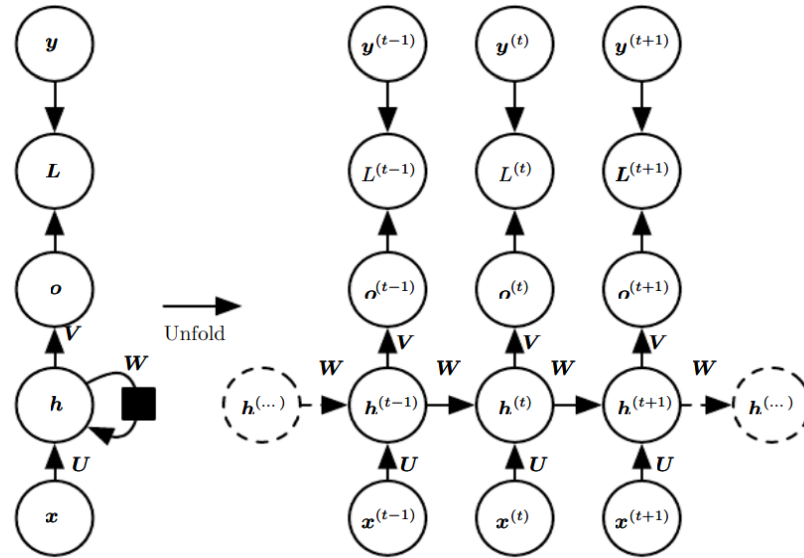 y y^(t−1) y^(t) y^(t+1)
L L^(t−1) L^(t) L^(t+1)
o o^(t−1) o^(t) o^(t+1)
Unfold
V V V V
W W W W W
h h^(...) h^(t−1) h^(t) h^(t+1) h^(...)
U U U U
x x^(t−1) x^(t) x^(t+1)